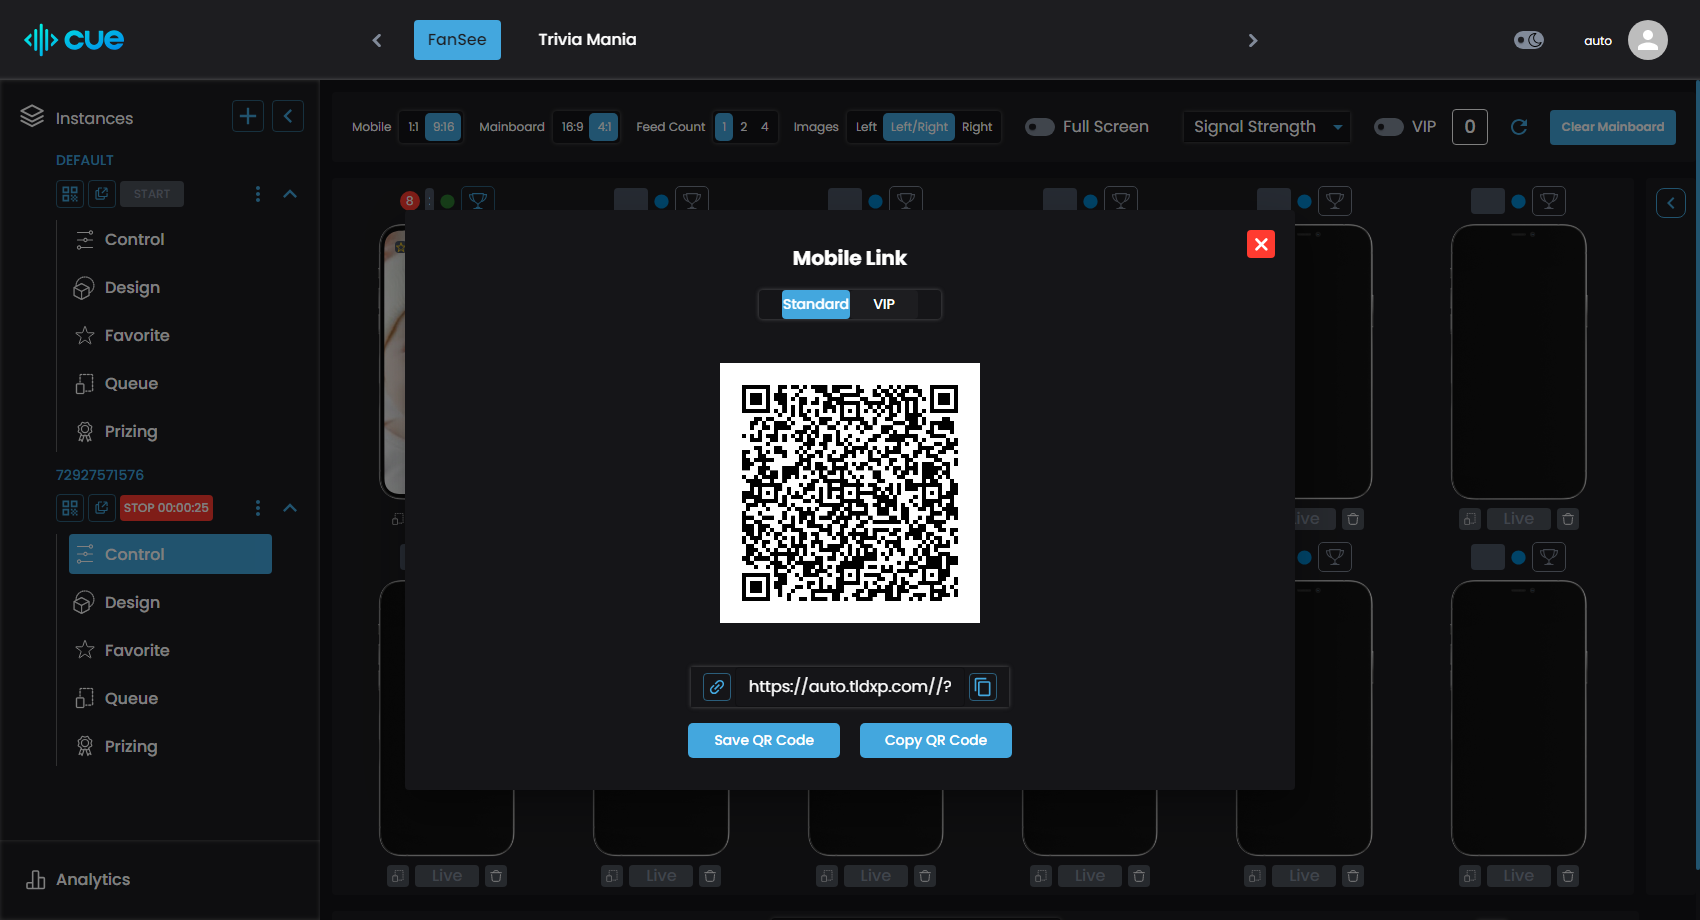 cue
FanSee
Trivia Mania
auto
Instances
DEFAULT
START
Control
Design
Favorite
Queue
Prizing
72927571576
STOP 00:00:25
Control
Design
Favorite
Queue
Prizing
Analytics
Mobile 1:1 9:16 Mainboard 16:9 4:1 Feed Count 1 2 4 Images Left Left/Right Right Full Screen Signal Strength VIP 0 Clear Mainboard
8
Mobile Link
Standard VIP
https://auto.tldxp.com//?
Save QR Code Copy QR Code
Live Live
Live Live Live Live Live Live